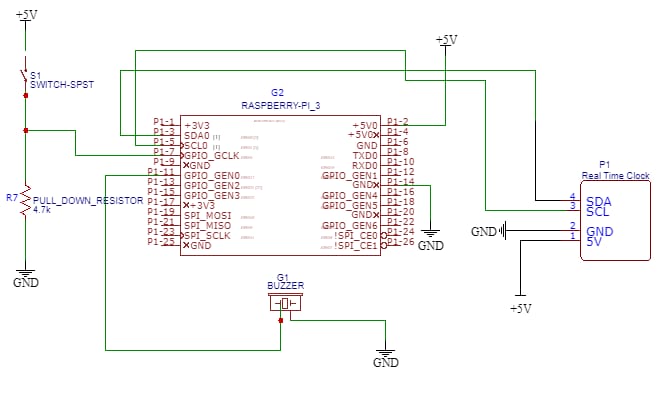 +5V
S1
SWITCH-SPST
R7
PULL_DOWN_RESISTOR
4.7k
GND
G2
RASPBERRY-PI_3
P1-1 +3V3
P1-3 SDA0 [1]
P1-5 SCL0 [1]
P1-7 GPIO_GCLK
P1-9 GND
P1-11 GPIO_GEN0
P1-13 GPIO_GEN2
P1-15 GPIO_GEN3
P1-17 +3V3
P1-19 SPI_MOSI
P1-21 SPI_MISO
P1-23 SPI_SCLK
P1-25 GND
+5V0 P1-2
+5V0 P1-4
GND P1-6
TXD0 P1-8
RXD0 P1-10
GPIO_GEN1 P1-12
GND P1-14
GPIO_GEN4 P1-16
GPIO_GEN5 P1-18
GND P1-20
GPIO_GEN6 P1-22
!SPI_CE0 P1-24
!SPI_CE1 P1-26
+5V
GND
G1
BUZZER
GND
P1
Real Time Clock
4 SDA
3 SCL
2 GND
1 5V
GND
+5V